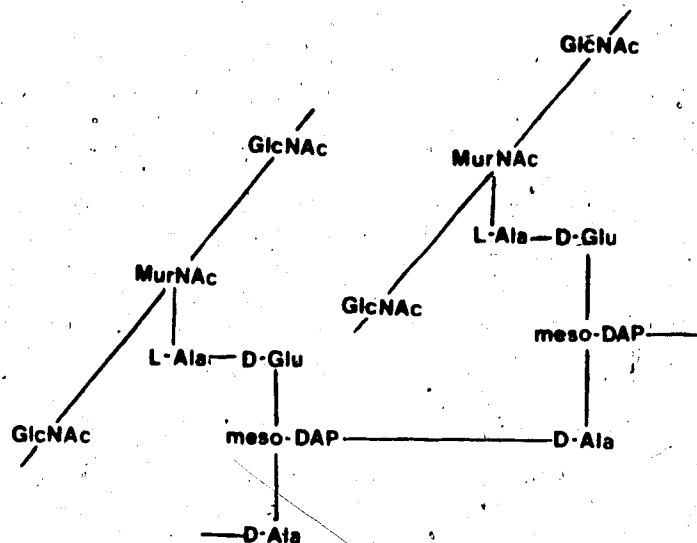 GlcNAc
GlcNAc
MurNAc
L-Ala—D-Glu
MurNAc
GlcNAc
meso-DAP
L-Ala—D-Glu
GlcNAc
meso-DAP
D-Ala
D-Ala